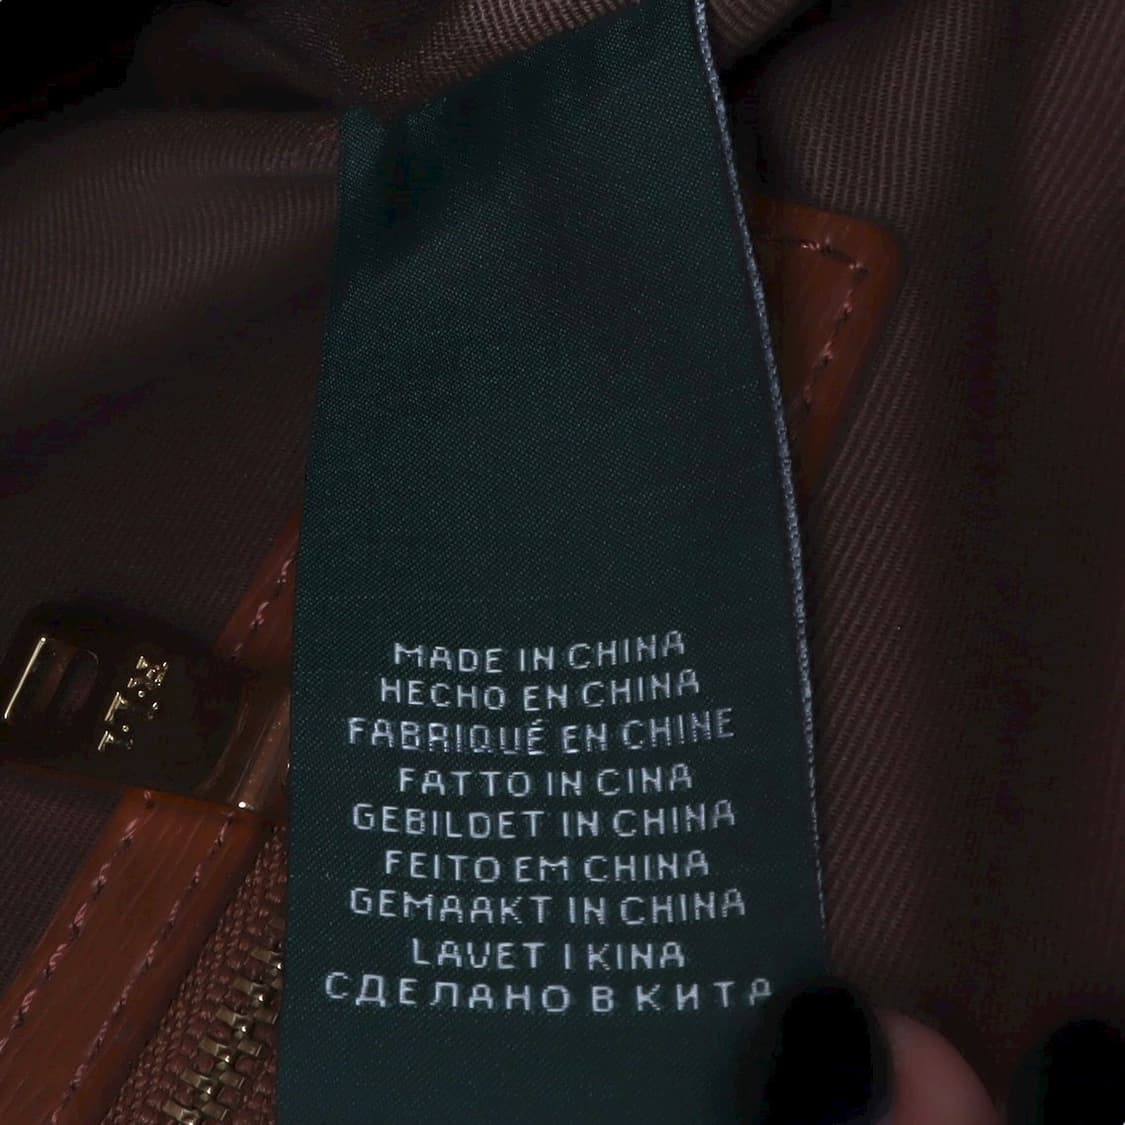 MADE IN CHINA
HECHO EN CHINA
FABRIQUÉ EN CHINE
FATTO IN CINA
GEBILDET IN CHINA
FEITO EM CHINA
GEMAAKT IN CHINA
LAVET I KINA
СДЕЛАНО В КИТА